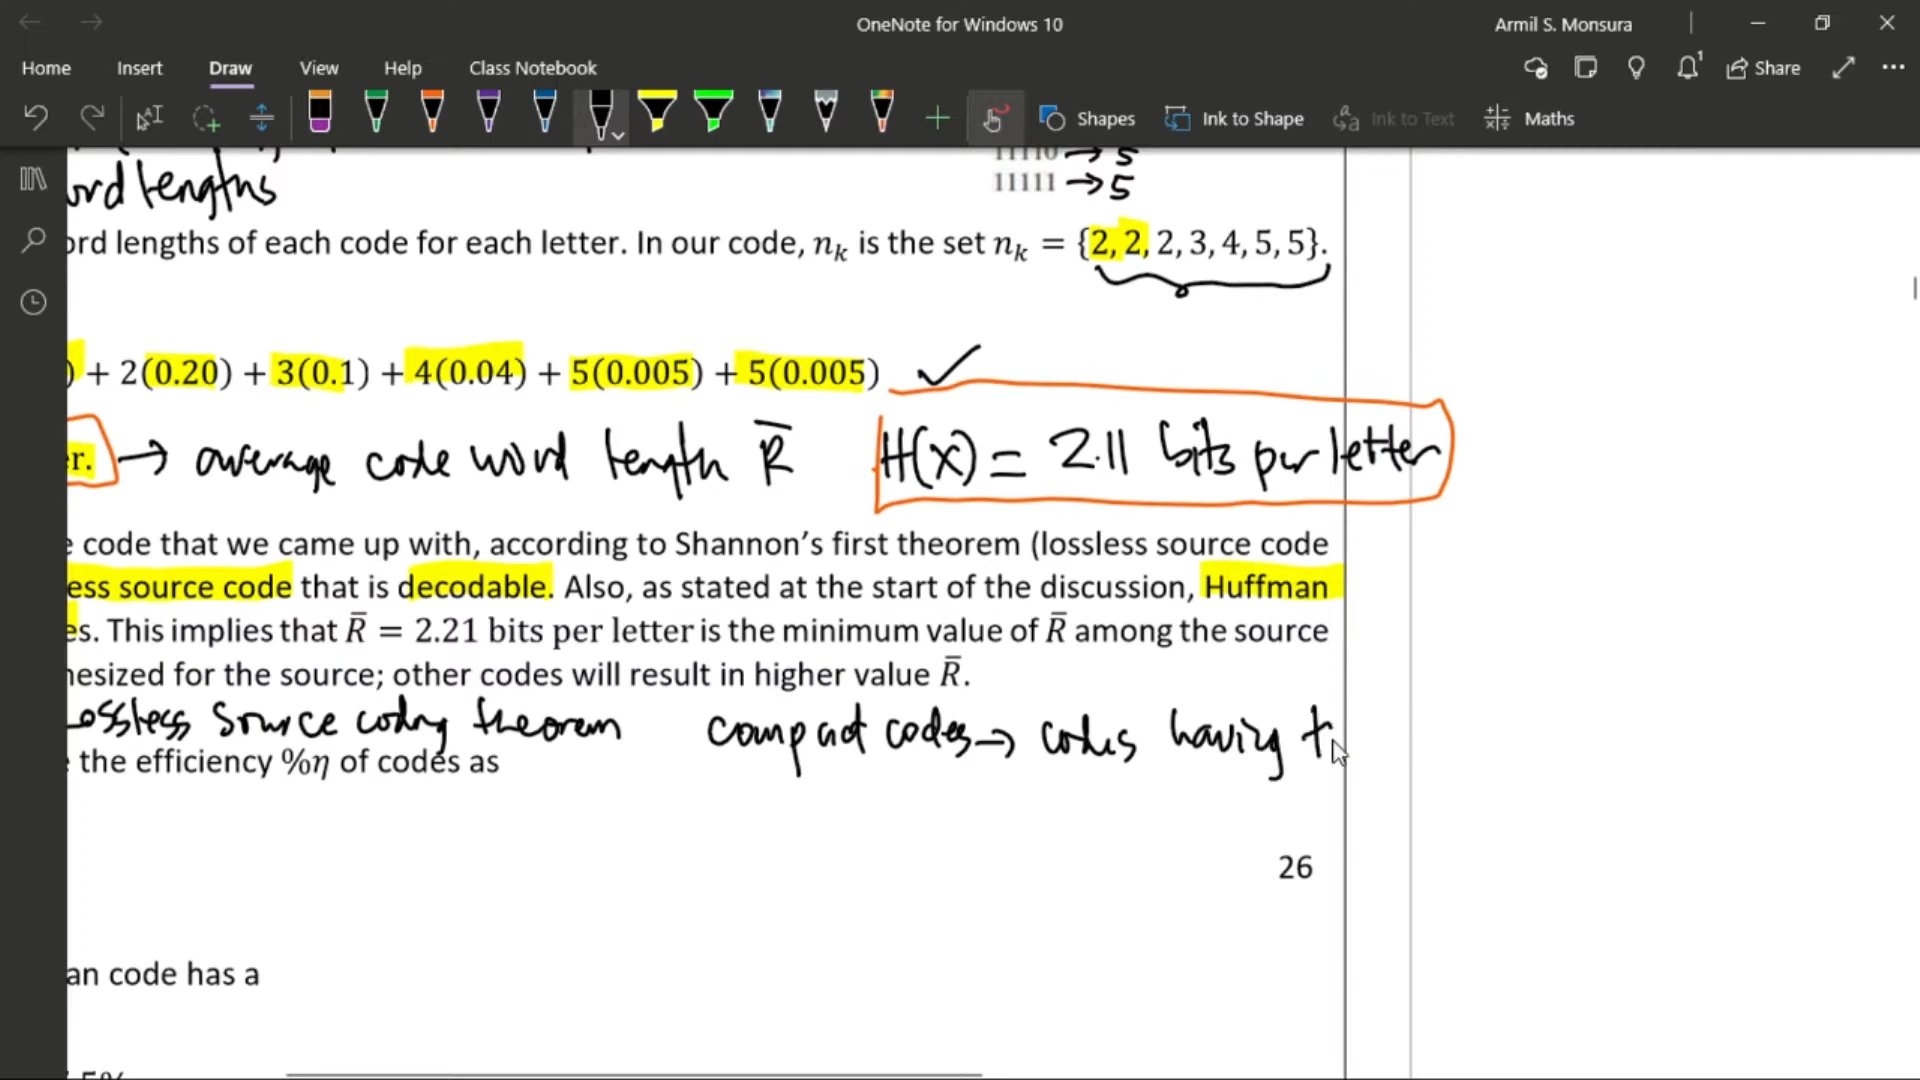 OneNote for Windows 10
Armil S. Monsura
Home Insert Draw View Help Class Notebook
1
Share
Shapes Ink to Shape Ink to Text Maths
11110 → 5
ord lengths
11111 → 5
ord lengths of each code for each letter. In our code, nₖ is the set nₖ = {2, 2, 2, 3, 4, 5, 5}.
) + 2(0.20) + 3(0.1) + 4(0.04) + 5(0.005) + 5(0.005) ✓
r. → average code word length R̅ H(X) = 2.11 bits per letter
e code that we came up with, according to Shannon's first theorem (lossless source code
ess source code that is decodable. Also, as stated at the start of the discussion, Huffman
es. This implies that R̅ = 2.21 bits per letter is the minimum value of R̅ among the source
nesized for the source; other codes will result in higher value R̅.
lossless source coding theorem compact codes → codes having t
the efficiency %η of codes as
26
an code has a
5%